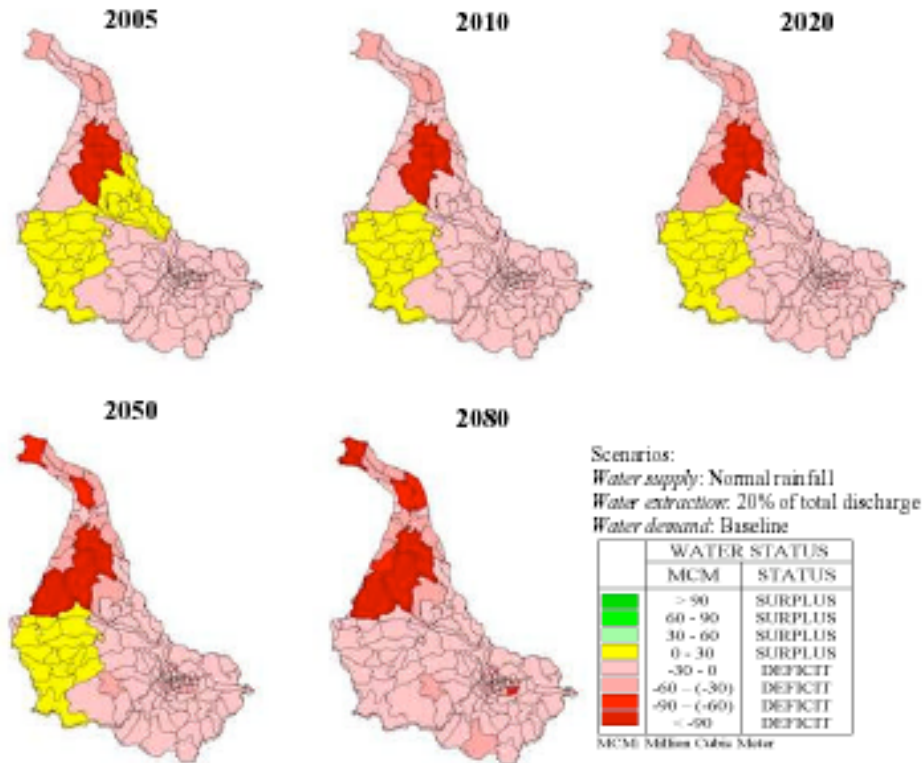 2005
2010
2020
2050
2080
Scenarios:
Water supply: Normal rainfall
Water extraction: 20% of total discharge
Water demand: Baseline
WATER STATUS
MCM STATUS
> 90 SURPLUS
60 - 90 SURPLUS
30 - 60 SURPLUS
0 - 30 SURPLUS
-30 - 0 DEFICIT
-60 – (-30) DEFICIT
-90 – (-60) DEFICIT
< -90 DEFICIT
MCM: Million Cubic Meter